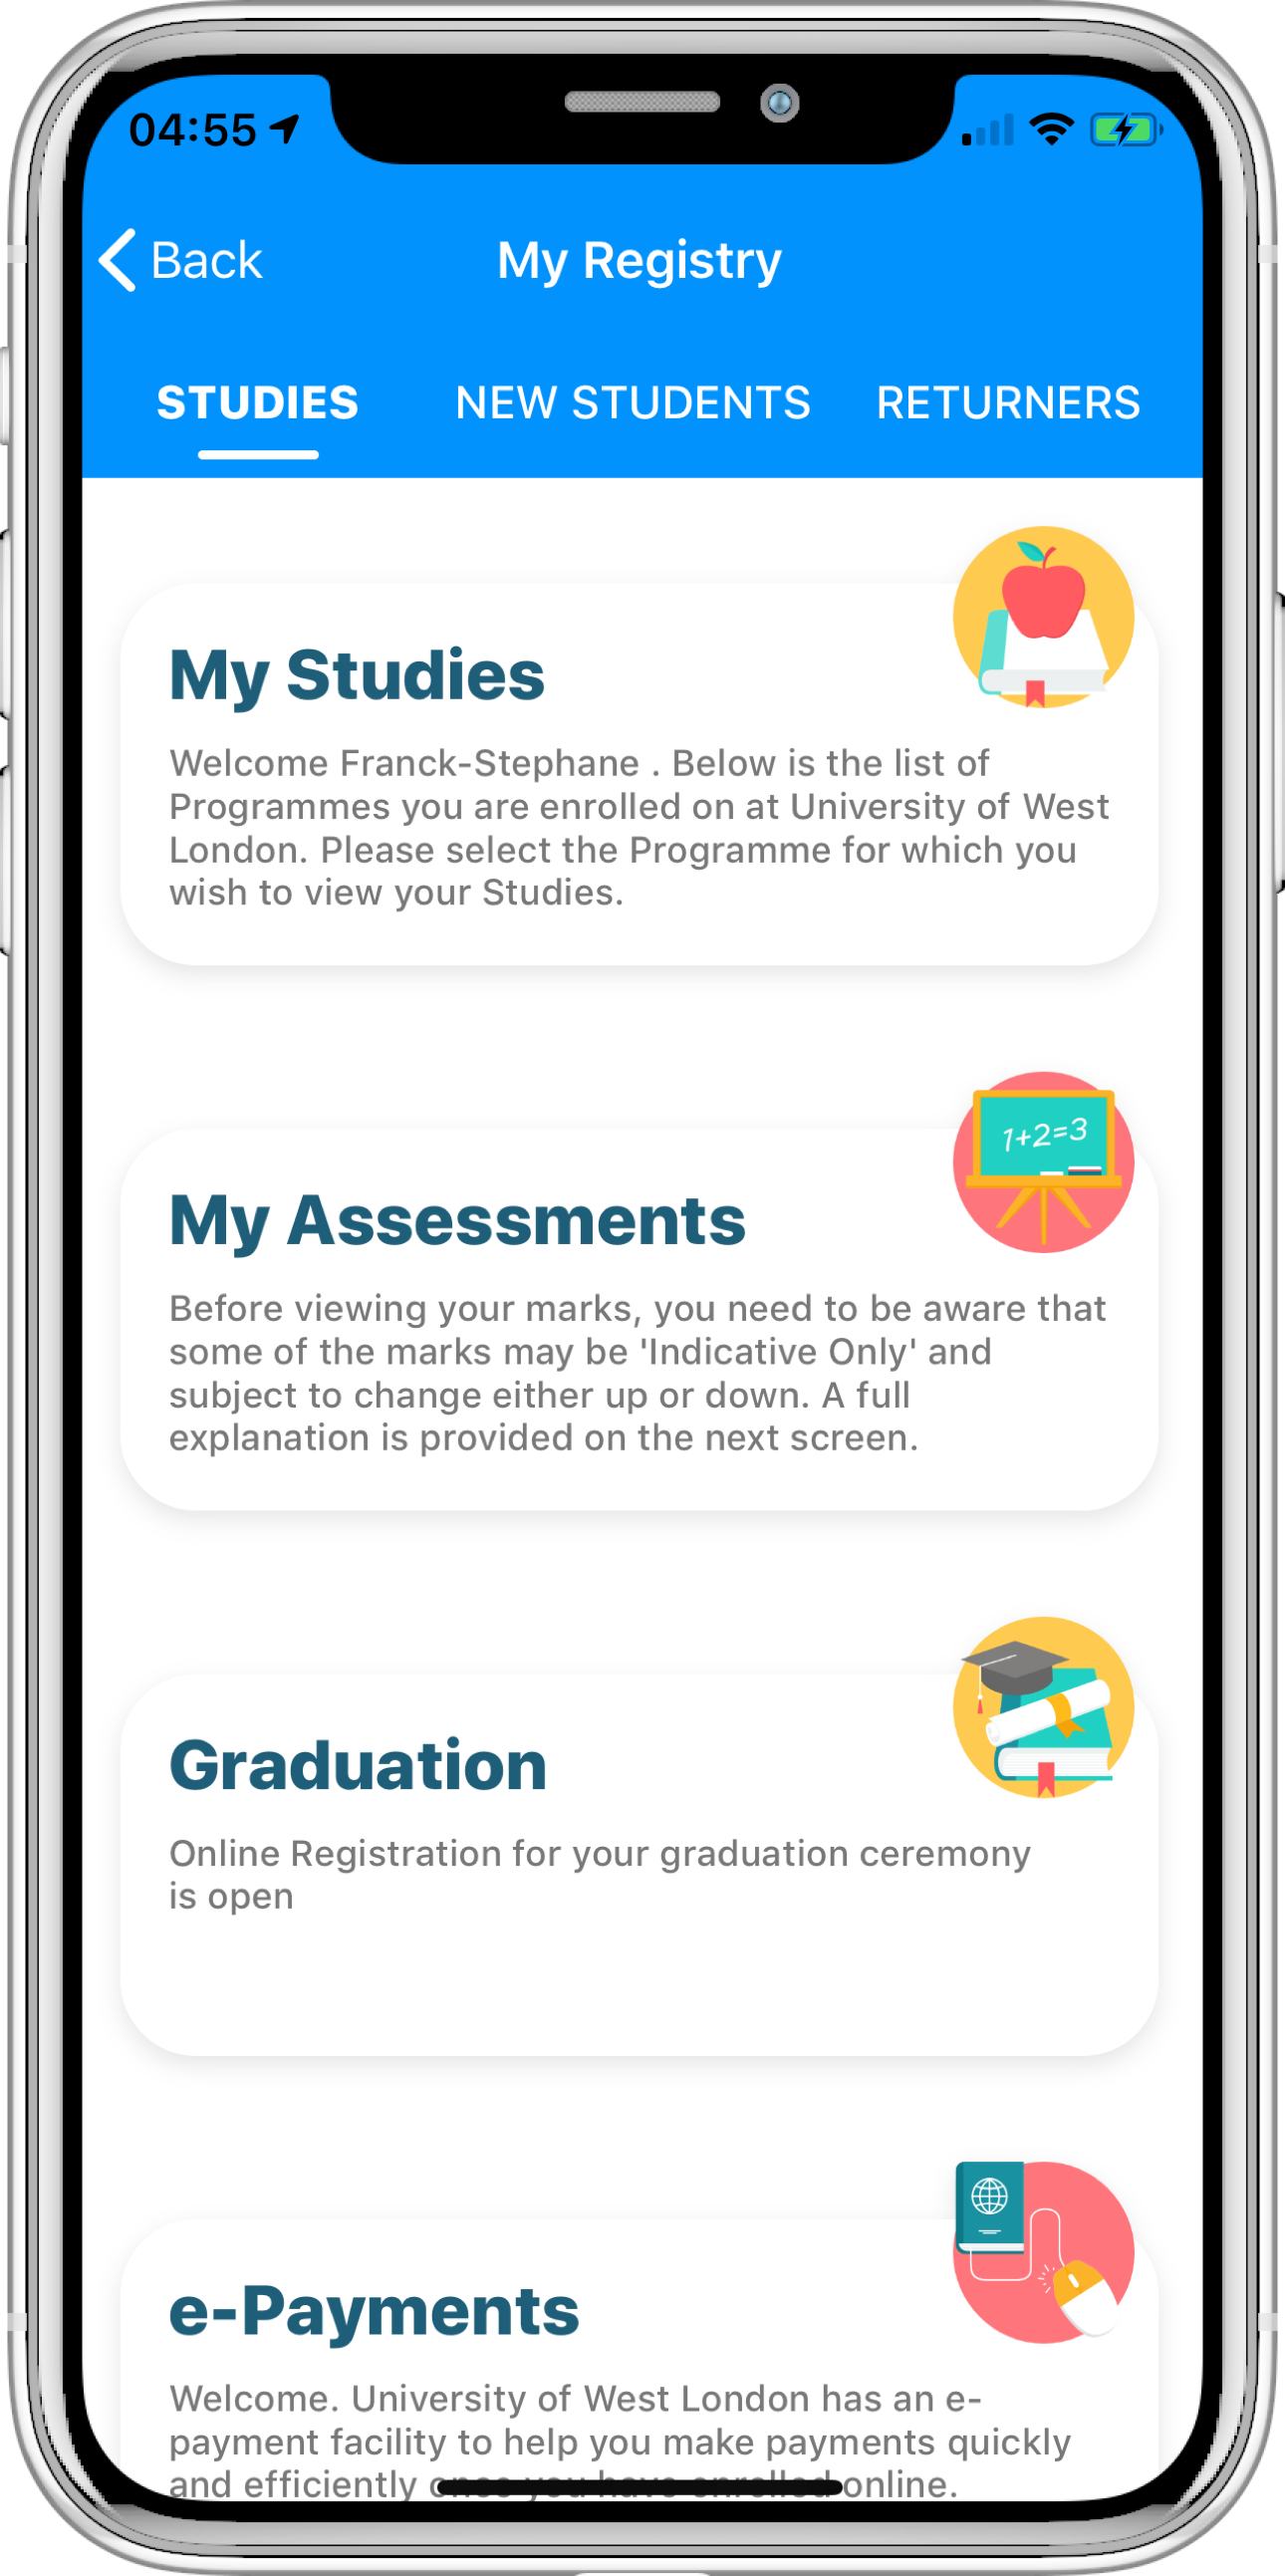 04:55
Back
My Registry
STUDIES NEW STUDENTS RETURNERS
My Studies
Welcome Franck-Stephane . Below is the list of
Programmes you are enrolled on at University of West
London. Please select the Programme for which you
wish to view your Studies.
1+2=3
My Assessments
Before viewing your marks, you need to be aware that
some of the marks may be 'Indicative Only' and
subject to change either up or down. A full
explanation is provided on the next screen.
Graduation
Online Registration for your graduation ceremony
is open
e-Payments
Welcome. University of West London has an e-
payment facility to help you make payments quickly
and efficiently once you have enrolled online.